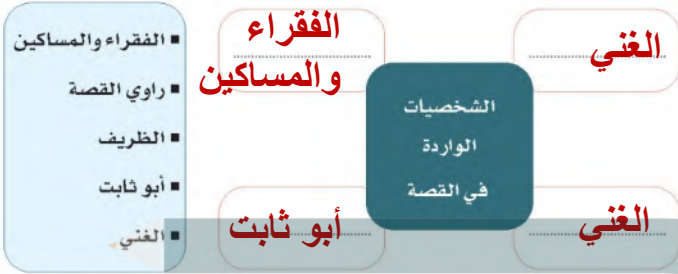 الغني
الفقراء
والمساكين
الشخصيات
الواردة
في القصة
الغني
أبو ثابت
▪ الفقراء والمساكين
▪ راوي القصة
▪ الظريف
▪ أبو ثابت
▪ الغني